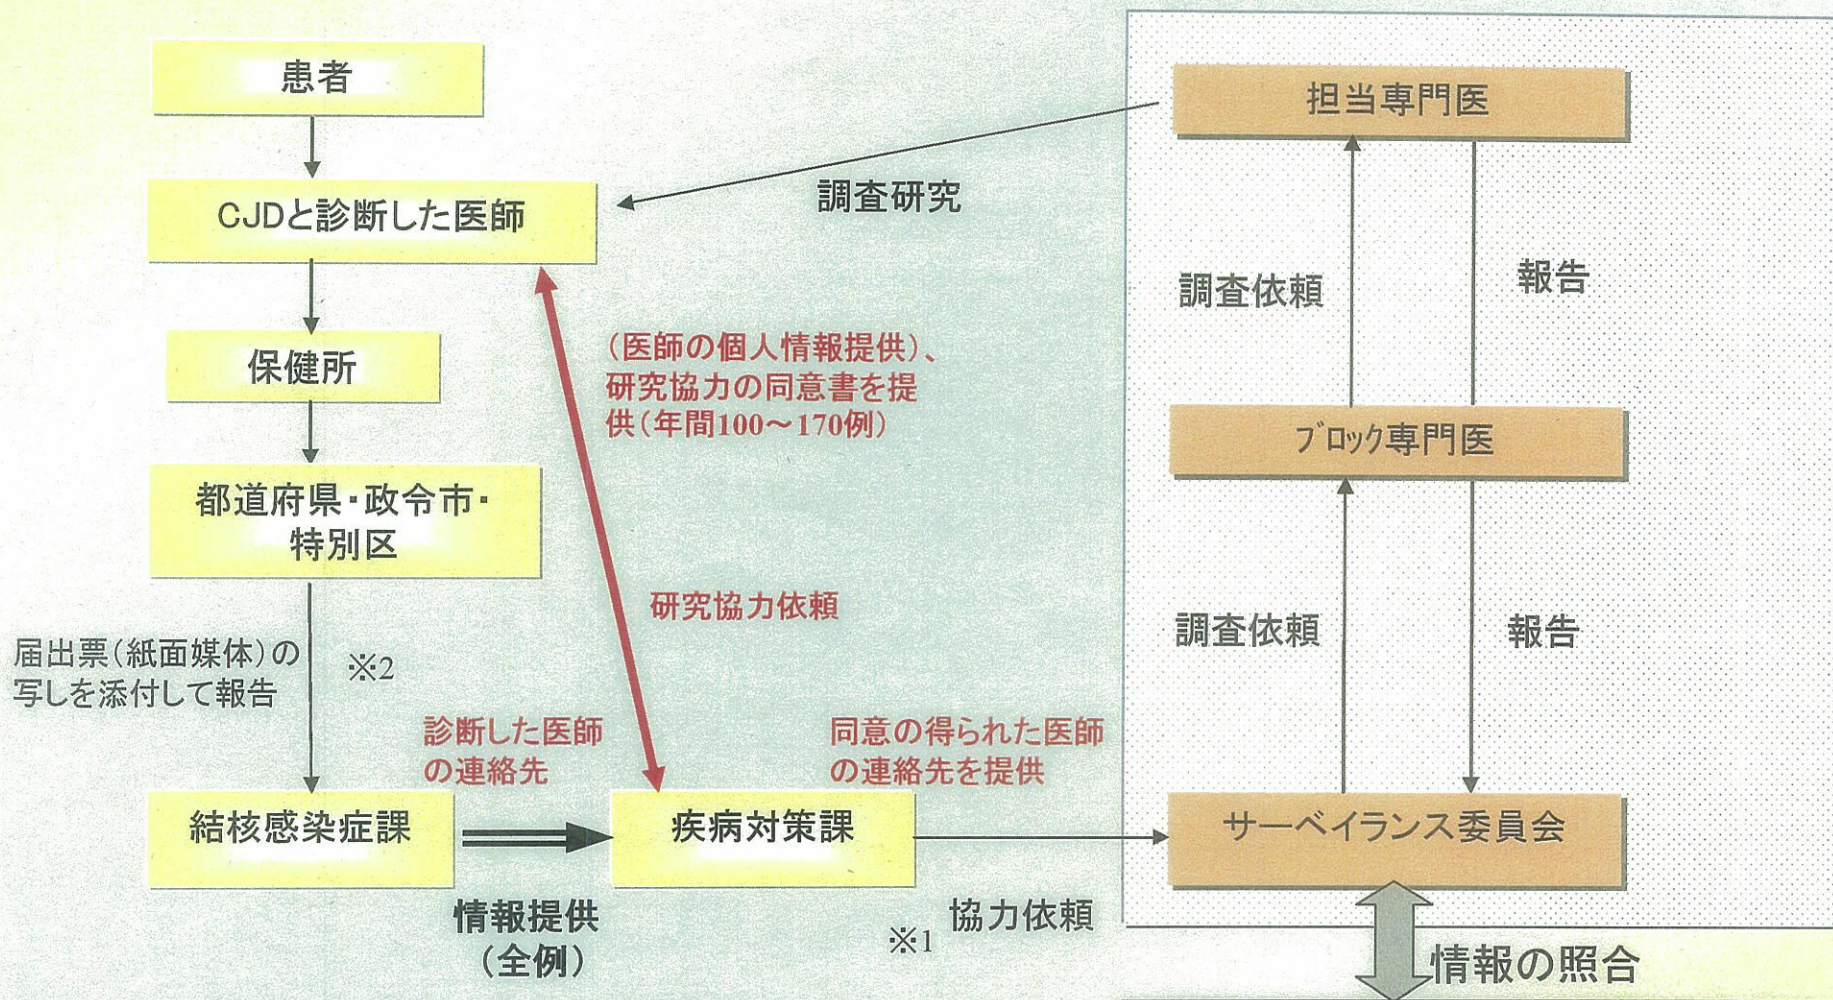 患者
CJDと診断した医師
保健所
都道府県・政令市・
特別区
届出票(紙面媒体)の
写しを添付して報告
※2
結核感染症課
診断した医師
の連絡先
情報提供
(全例)
(医師の個人情報提供)、
研究協力の同意書を提
供(年間100～170例)
研究協力依頼
疾病対策課
同意の得られた医師
の連絡先を提供
※1
協力依頼
調査研究
担当専門医
調査依頼
報告
ブロック専門医
調査依頼
報告
サーベイランス委員会
情報の照合